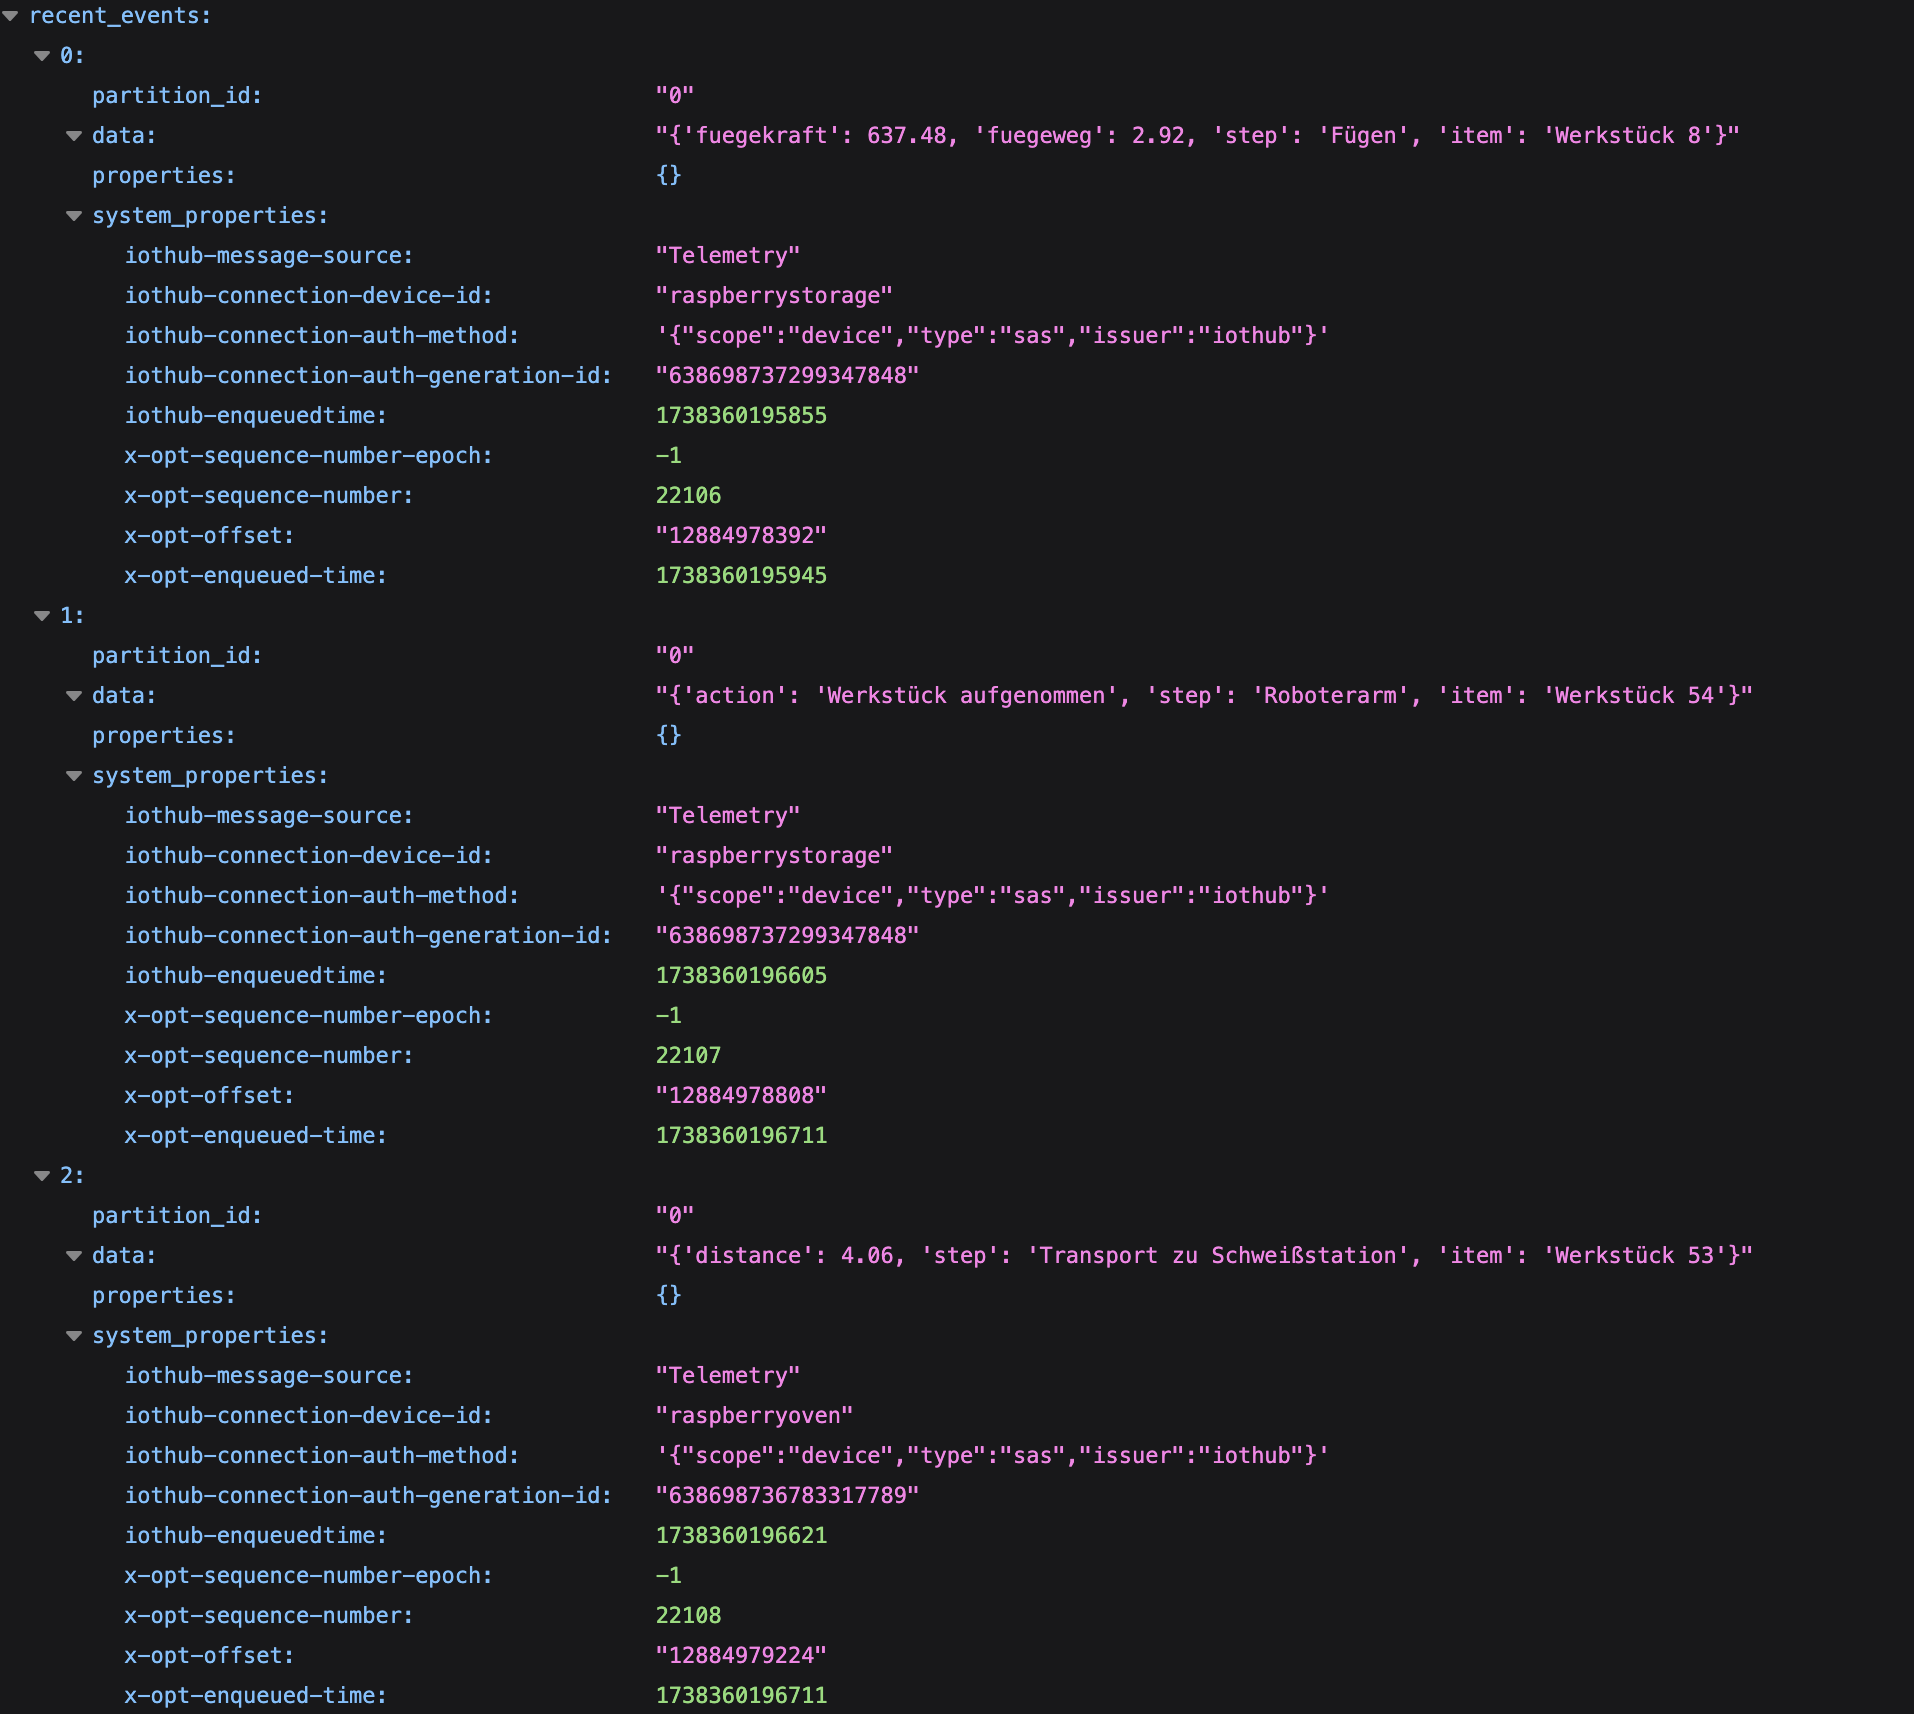 recent_events:
0:
partition_id: "0"
data: "{'fuegekraft': 637.48, 'fuegeweg': 2.92, 'step': 'Fügen', 'item': 'Werkstück 8'}"
properties: {}
system_properties:
iothub-message-source: "Telemetry"
iothub-connection-device-id: "raspberrystorage"
iothub-connection-auth-method: '{"scope":"device","type":"sas","issuer":"iothub"}'
iothub-connection-auth-generation-id: "638698737299347848"
iothub-enqueuedtime: 1738360195855
x-opt-sequence-number-epoch: -1
x-opt-sequence-number: 22106
x-opt-offset: "12884978392"
x-opt-enqueued-time: 1738360195945
1:
partition_id: "0"
data: "{'action': 'Werkstück aufgenommen', 'step': 'Roboterarm', 'item': 'Werkstück 54'}"
properties: {}
system_properties:
iothub-message-source: "Telemetry"
iothub-connection-device-id: "raspberrystorage"
iothub-connection-auth-method: '{"scope":"device","type":"sas","issuer":"iothub"}'
iothub-connection-auth-generation-id: "638698737299347848"
iothub-enqueuedtime: 1738360196605
x-opt-sequence-number-epoch: -1
x-opt-sequence-number: 22107
x-opt-offset: "12884978808"
x-opt-enqueued-time: 1738360196711
2:
partition_id: "0"
data: "{'distance': 4.06, 'step': 'Transport zu Schweißstation', 'item': 'Werkstück 53'}"
properties: {}
system_properties:
iothub-message-source: "Telemetry"
iothub-connection-device-id: "raspberryoven"
iothub-connection-auth-method: '{"scope":"device","type":"sas","issuer":"iothub"}'
iothub-connection-auth-generation-id: "638698736783317789"
iothub-enqueuedtime: 1738360196621
x-opt-sequence-number-epoch: -1
x-opt-sequence-number: 22108
x-opt-offset: "12884979224"
x-opt-enqueued-time: 1738360196711